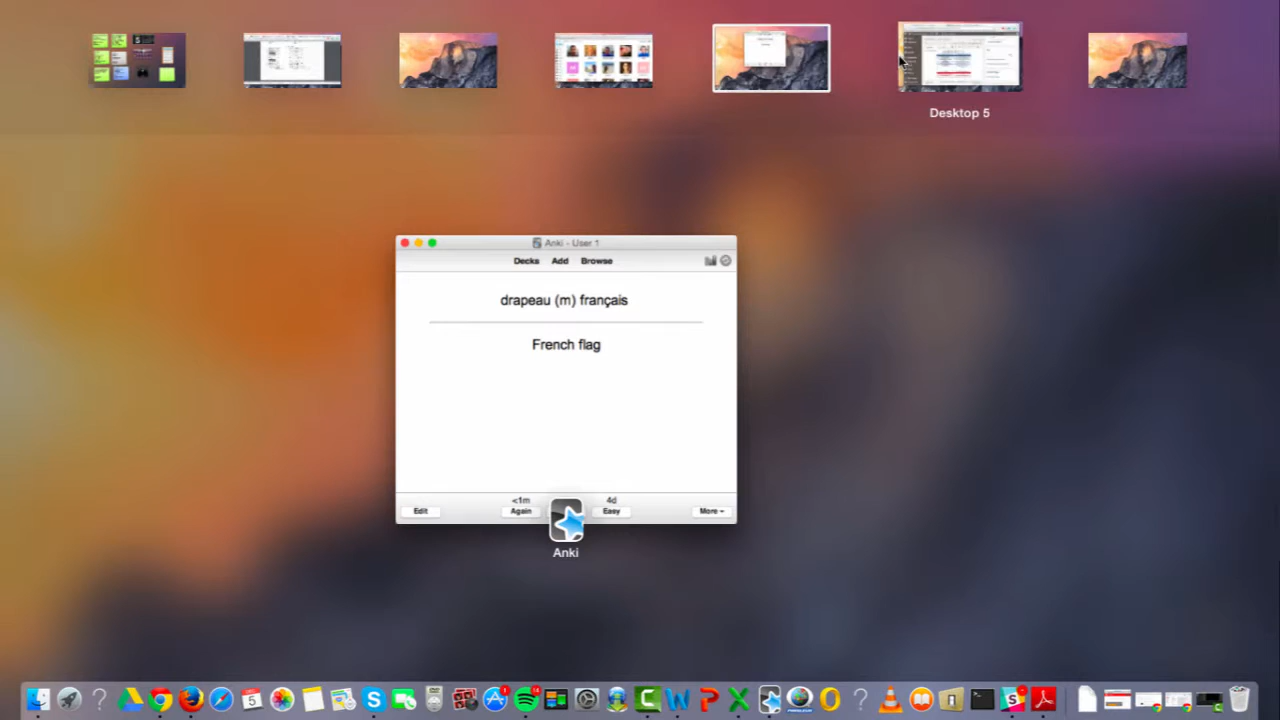 Desktop 5
Anki - User 1
Decks Add Browse
drapeau (m) français
French flag
<1m 4d
Edit Again Easy More
Anki